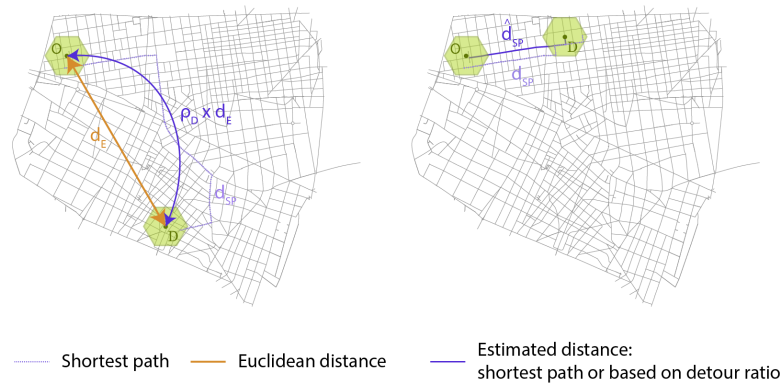 O
ρD x dE
dE
dSP
D
d̂SP
O
D
dSP
Shortest path
Euclidean distance
Estimated distance:
shortest path or based on detour ratio